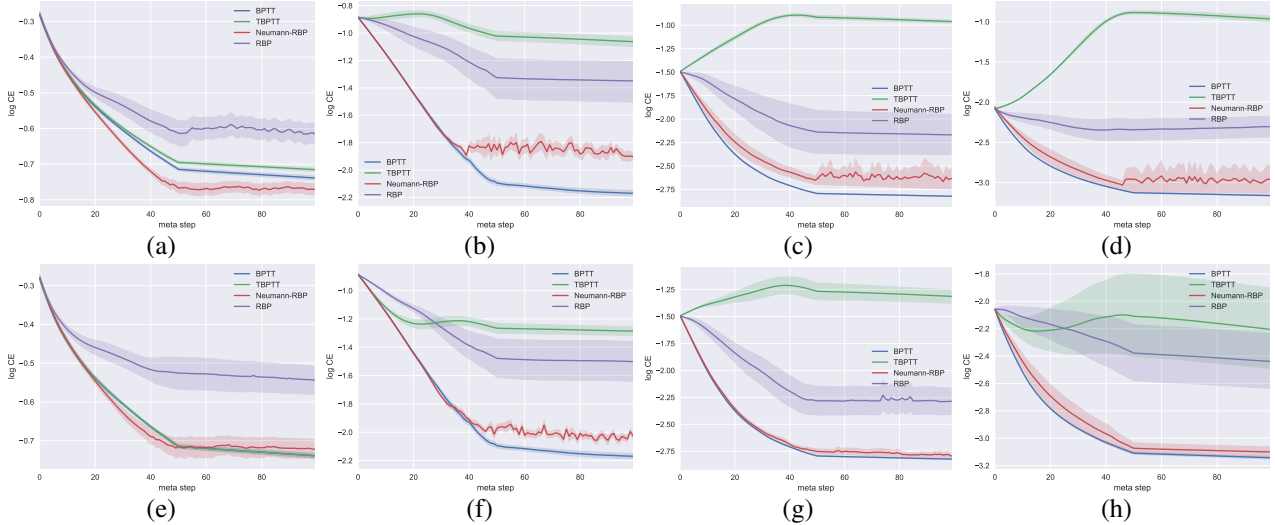 BPTT
TBPTT
Neumann-RBP
RBP
log CE
−0.3
−0.4
−0.5
−0.6
−0.7
−0.8
0 20 40 60 80
meta step
(a)
BPTT
TBPTT
Neumann-RBP
RBP
log CE
−0.8
−1.0
−1.2
−1.4
−1.6
−1.8
−2.0
−2.2
0 20 40 60 80
meta step
(b)
BPTT
TBPTT
Neumann-RBP
RBP
log CE
−1.00
−1.25
−1.50
−1.75
−2.00
−2.25
−2.50
−2.75
0 20 40 60 80
meta step
(c)
BPTT
TBPTT
Neumann-RBP
RBP
log CE
−1.0
−1.5
−2.0
−2.5
−3.0
0 20 40 60 80
meta step
(d)
BPTT
TBPTT
Neumann-RBP
RBP
log CE
−0.3
−0.4
−0.5
−0.6
−0.7
0 20 40 60 80
meta step
(e)
BPTT
TBPTT
Neumann-RBP
RBP
log CE
−1.0
−1.2
−1.4
−1.6
−1.8
−2.0
−2.2
0 20 40 60 80
meta step
(f)
BPTT
TBPTT
Neumann-RBP
RBP
log CE
−1.25
−1.50
−1.75
−2.00
−2.25
−2.50
−2.75
0 20 40 60 80
meta step
(g)
BPTT
TBPTT
Neumann-RBP
RBP
log CE
−1.8
−2.0
−2.2
−2.4
−2.6
−2.8
−3.0
−3.2
0 20 40 60 80
meta step
(h)